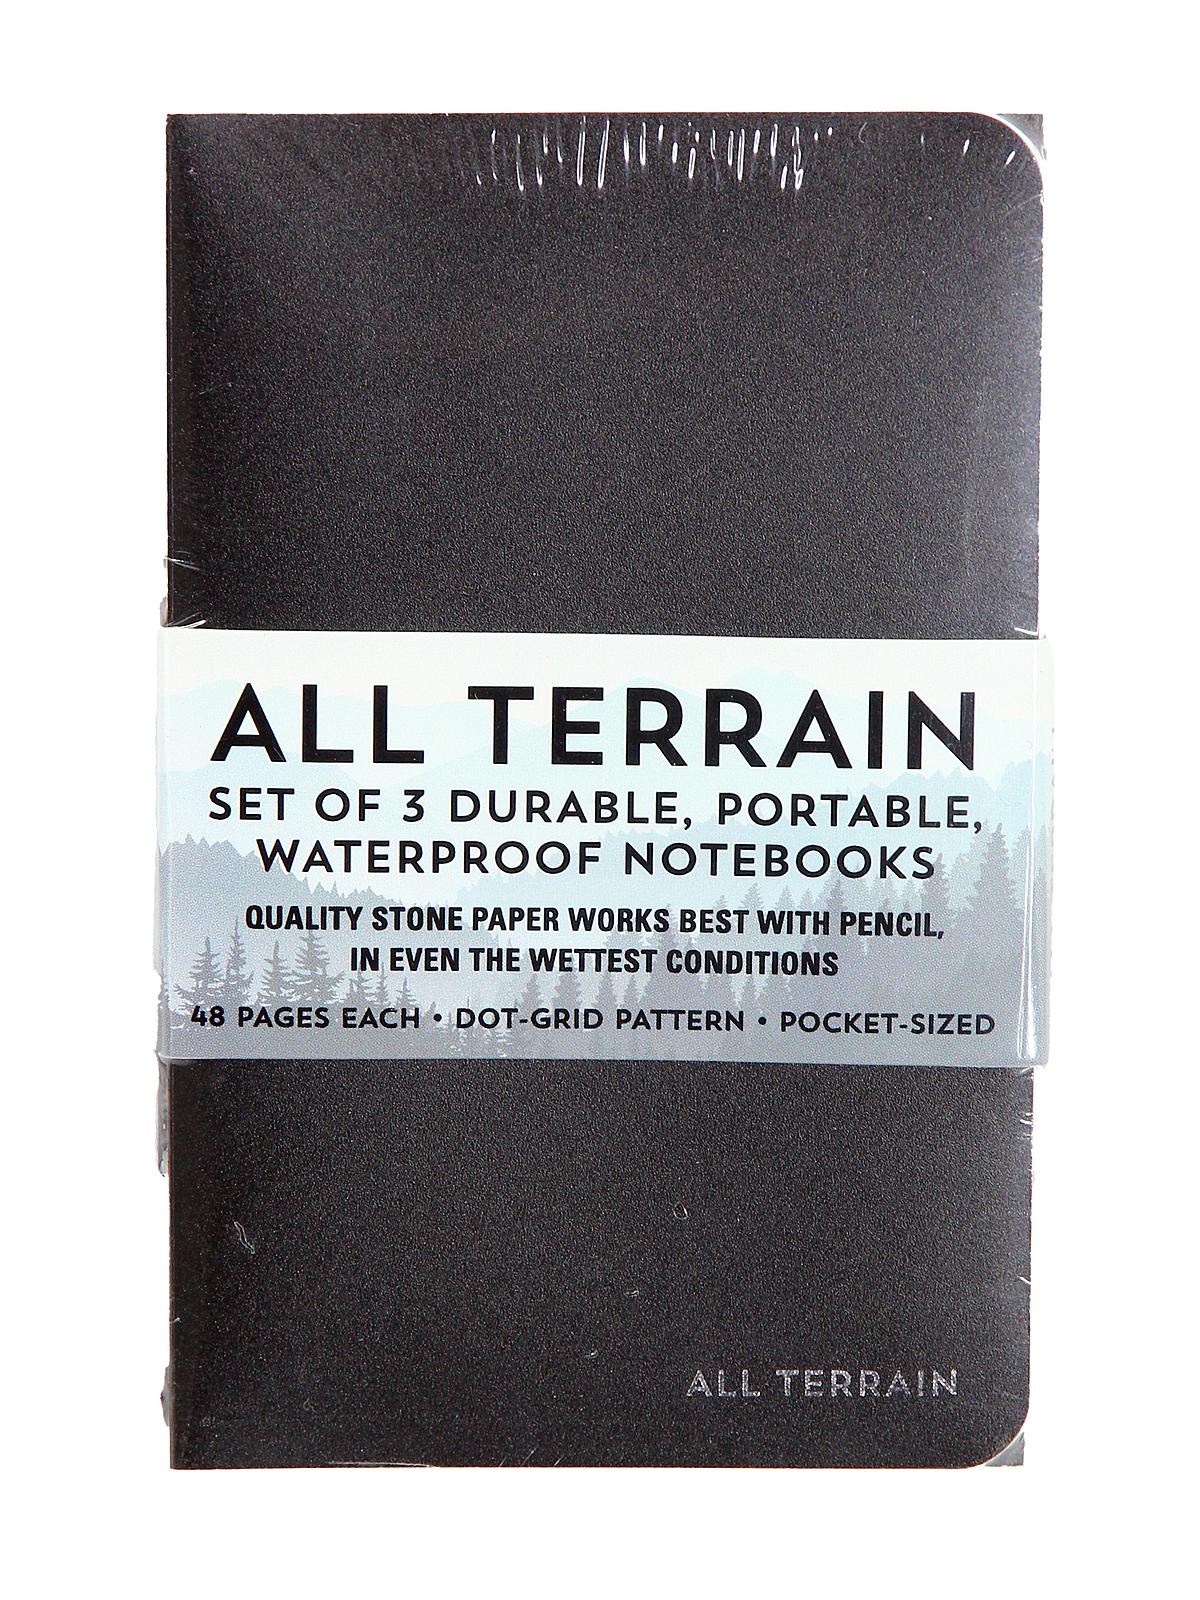 ALL TERRAIN
SET OF 3 DURABLE, PORTABLE,
WATERPROOF NOTEBOOKS
QUALITY STONE PAPER WORKS BEST WITH PENCIL,
IN EVEN THE WETTEST CONDITIONS
48 PAGES EACH • DOT-GRID PATTERN • POCKET-SIZED
ALL TERRAIN